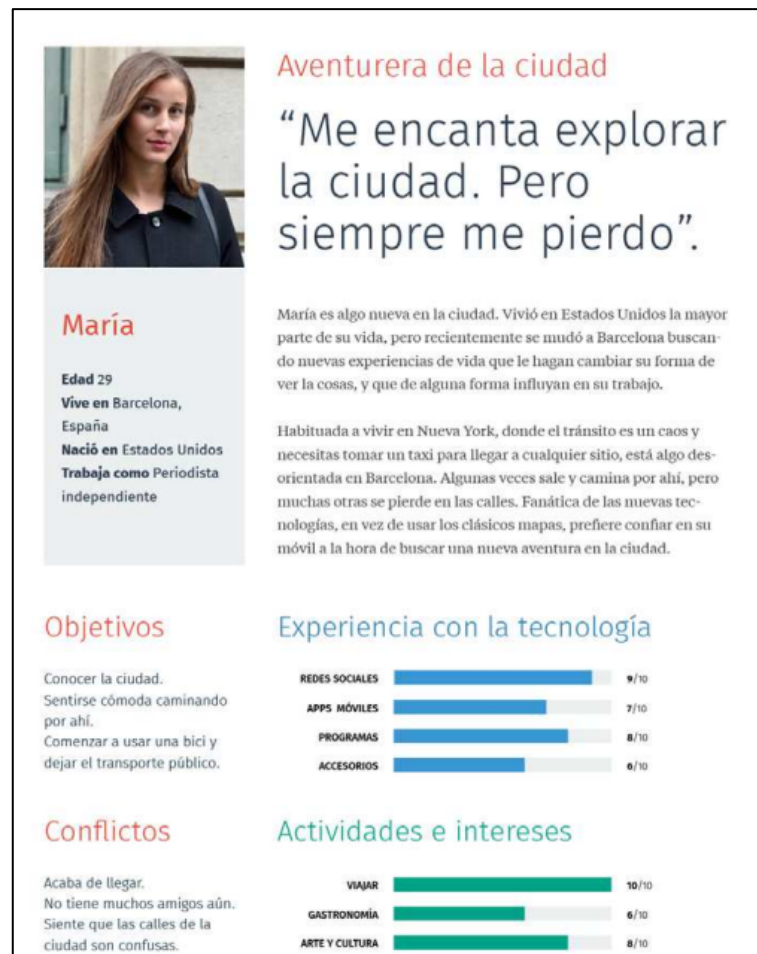 Aventurera de la ciudad
“Me encanta explorar
la ciudad. Pero
siempre me pierdo”.
María
Edad 29
Vive en Barcelona,
España
Nació en Estados Unidos
Trabaja como Periodista
independiente
María es algo nueva en la ciudad. Vivió en Estados Unidos la mayor
parte de su vida, pero recientemente se mudó a Barcelona buscan-
do nuevas experiencias de vida que le hagan cambiar su forma de
ver la cosas, y que de alguna forma influyan en su trabajo.
Habituada a vivir en Nueva York, donde el tránsito es un caos y
necesitas tomar un taxi para llegar a cualquier sitio, está algo des-
orientada en Barcelona. Algunas veces sale y camina por ahí, pero
muchas otras se pierde en las calles. Fanática de las nuevas tec-
nologías, en vez de usar los clásicos mapas, prefiere confiar en su
móvil a la hora de buscar una nueva aventura en la ciudad.
Objetivos
Conocer la ciudad.
Sentirse cómoda caminando
por ahí.
Comenzar a usar una bici y
dejar el transporte público.
Experiencia con la tecnología
REDES SOCIALES 9/10
APPS MÓVILES 7/10
PROGRAMAS 8/10
ACCESORIOS 6/10
Conflictos
Acaba de llegar.
No tiene muchos amigos aún.
Siente que las calles de la
ciudad son confusas.
Actividades e intereses
VIAJAR 10/10
GASTRONOMÍA 6/10
ARTE Y CULTURA 8/10